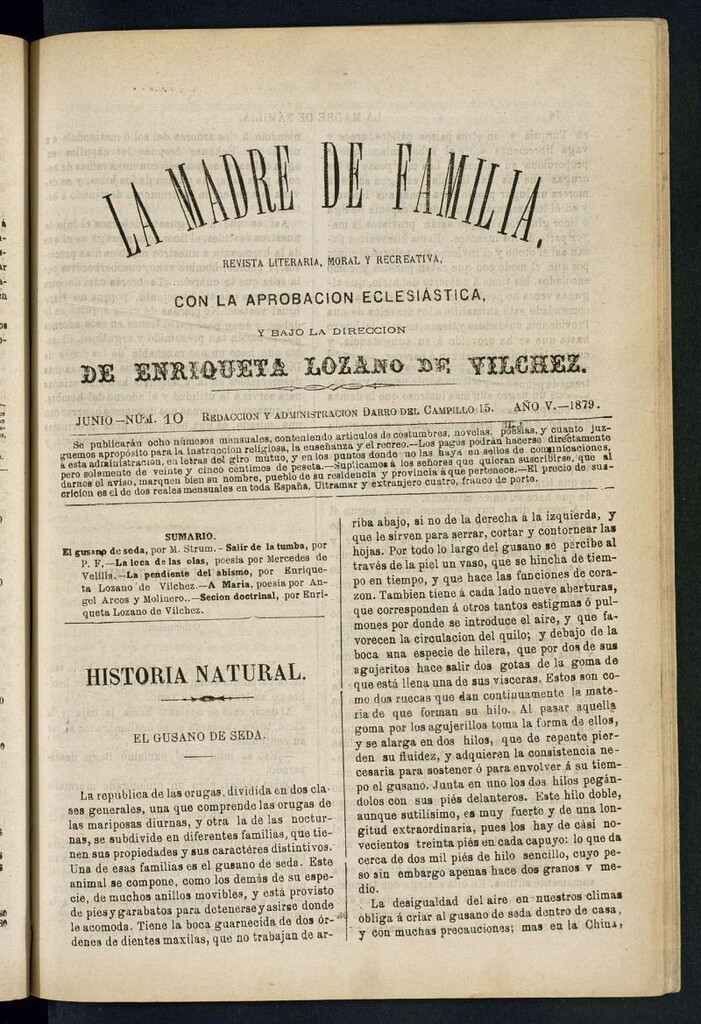 LA MADRE DE FAMILIA.
REVISTA LITERARIA, MORAL Y RECREATIVA,
CON LA APROBACION ECLESIÁSTICA,
Y BAJO LA DIRECCION
DE ENRIQUETA LOZANO DE VILCHEZ.
JUNIO—NÚM. 10 REDACCION Y ADMINISTRACION DARRO DEL CAMPILLO 15. AÑO V.—1879.
Se publicarán ocho números mensuales, conteniendo artículos de costumbres, novelas, poesías, y cuanto juz-
guemos apropósito para la instruccion religiosa, la enseñanza y el recreo.—Los pagos podrán hacerse directamente
á esta administracion, en letras del giro mútuo, y en los puntos donde no las haya en sellos de comunicaciones,
pero solamente de veinte y cinco centimos de peseta.—Suplicamos á los señores que quieran suscribirse, que al
darnos el aviso, marquen bien su nombre, pueblo de su residencia y provincia á que pertenece.—El precio de sus-
cricion es el de dos reales mensuales en toda España, Ultramar y extranjero cuatro, franco de porte.
SUMARIO.
El gusano de seda, por M. Strum.- Salir de la tumba, por
P. F.—La loca de las olas, poesia por Mercedes de
Velilla.—La pendiente del abismo, por Enrique-
ta Lozano de Vilchez.—A Maria, poesia por An-
gel Arcos y Molinero..—Secion doctrinal, por Enri-
queta Lozano de Vilchez.
HISTORIA NATURAL.
EL GUSANO DE SEDA.
La republica de las orugas, dividida en dos cla-
ses generales, una que comprende las orugas de
las mariposas diurnas, y otra la de las noctur-
nas, se subdivide en diferentes familias, que tie-
nen sus propiedades y sus caractéres distintivos.
Una de esas familias es el gusano de seda. Este
animal se compone, como los demás de su espe-
cie, de muchos anillos movibles, y está provisto
de pies y garabatos para detenerse y asirse donde
le acomoda. Tiene la boca guarnecida de dos ór-
denes de dientes maxilas, que no trabajan de ar-
riba abajo, si no de la derecha á la izquierda, y
que le sirven para serrar, cortar y contornear las
hojas. Por todo lo largo del gusano se percibe al
través de la piel un vaso, que se hincha de tiem-
po en tiempo, y que hace las funciones de cora-
zon. Tambien tiene á cada lado nueve aberturas,
que corresponden á otros tantos estigmas ó pul-
mones por donde se introduce el aire, y que fa-
vorecen la circulacion del quilo; y debajo de la
boca una especie de hilera, que por dos de sus
agujeritos hace salir dos gotas de la goma de
que está llena una de sus visceras. Estos son co-
mo dos ruecas que dan continuamente la mate-
ria de que forman su hilo. Al pasar aquella
goma por los agujerillos toma la forma de ellos,
y se alarga en dos hilos, que de repente pier-
den su fluidez, y adquieren la consistencia ne-
cesaria para sostener ó para envolver á su tiem-
po el gusano. Junta en uno los dos hilos pegán-
dolos con sus piés delanteros. Este hilo doble,
aunque sutilísimo, es muy fuerte y de una lon-
gitud extraordinaria, pues los hay de cási no-
vecientos treinta piés en cada capuyo: lo que da
cerca de dos mil piés de hilo sencillo, cuyo pe-
so sin embargo apenas hace dos granos y me-
dio.
La desigualdad del aire en nuestros climas
obliga á criar al gusano de seda dentro de casa,
y con muchas precauciones; mas en la China,